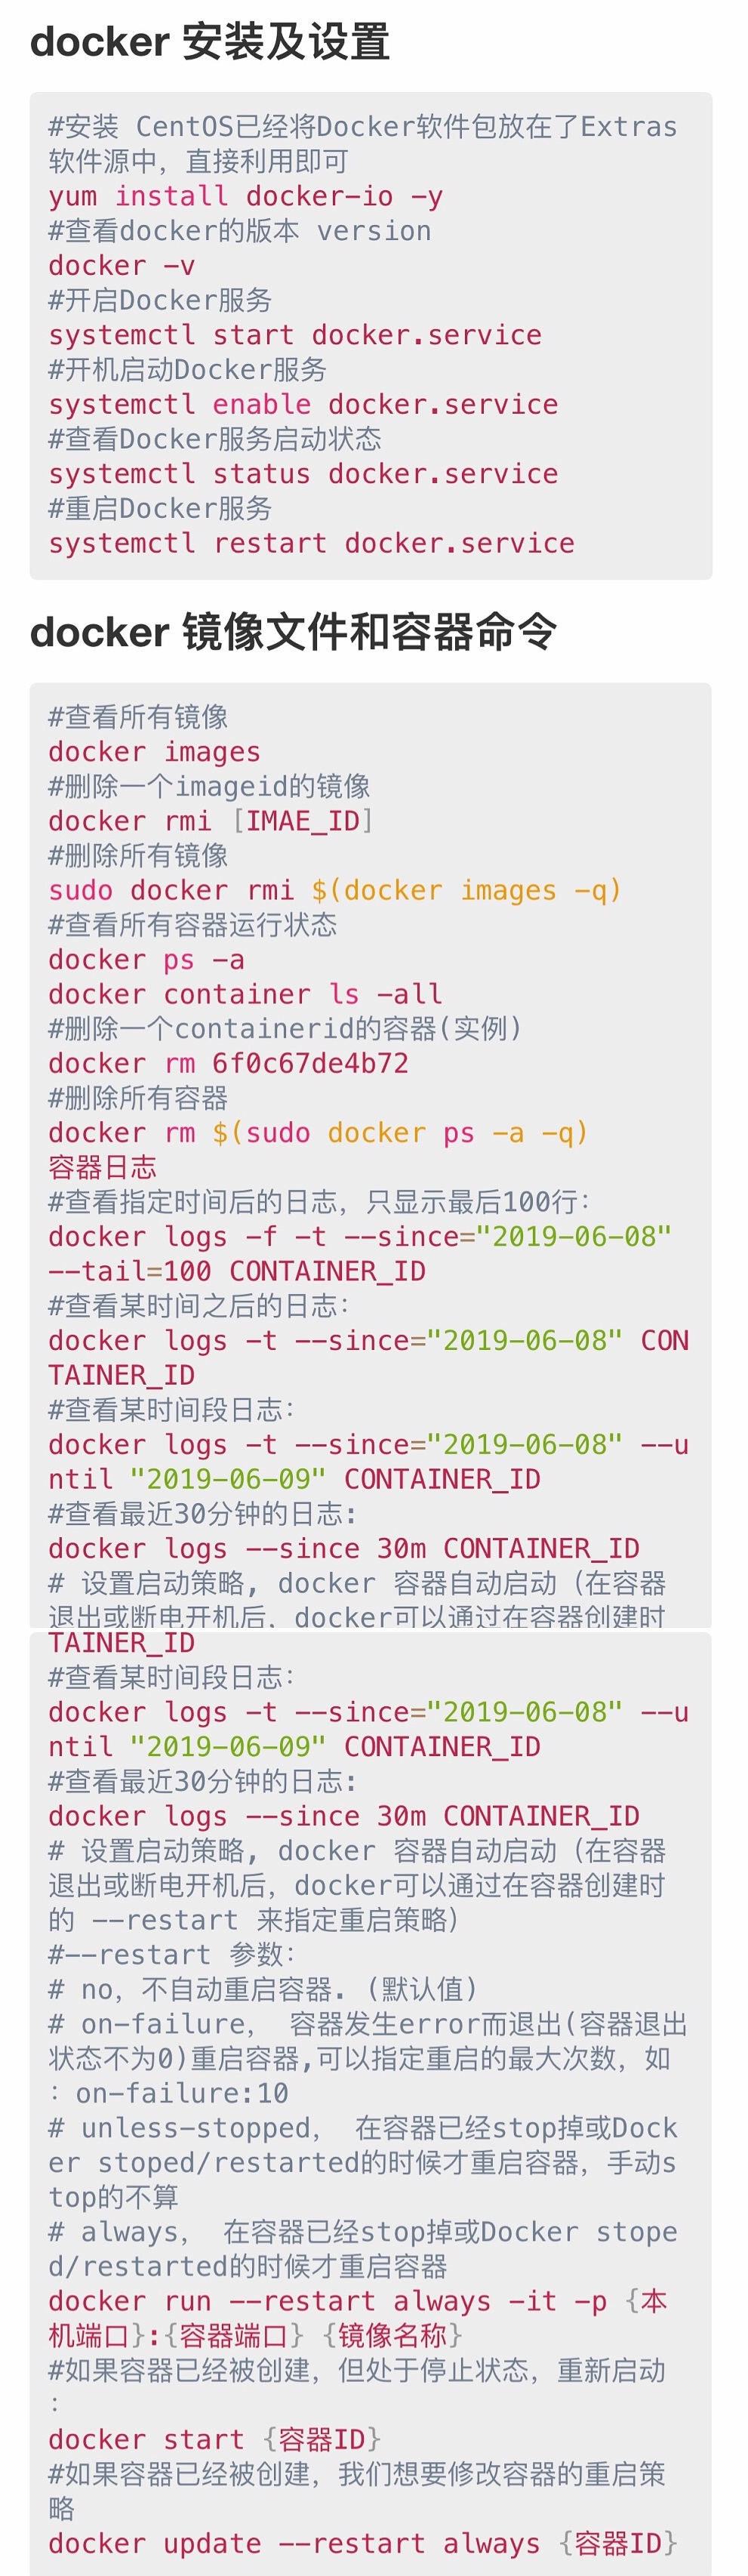 docker 安装及设置
#安装 CentOS已经将Docker软件包放在了Extras
软件源中，直接利用即可
yum install docker-io -y
#查看docker的版本 version
docker -v
#开启Docker服务
systemctl start docker.service
#开机启动Docker服务
systemctl enable docker.service
#查看Docker服务启动状态
systemctl status docker.service
#重启Docker服务
systemctl restart docker.service
docker 镜像文件和容器命令
#查看所有镜像
docker images
#删除一个imageid的镜像
docker rmi [IMAE_ID]
#删除所有镜像
sudo docker rmi $(docker images -q)
#查看所有容器运行状态
docker ps -a
docker container ls -all
#删除一个containerid的容器(实例)
docker rm 6f0c67de4b72
#删除所有容器
docker rm $(sudo docker ps -a -q)
容器日志
#查看指定时间后的日志，只显示最后100行：
docker logs -f -t --since="2019-06-08"
--tail=100 CONTAINER_ID
#查看某时间之后的日志：
docker logs -t --since="2019-06-08" CON
TAINER_ID
#查看某时间段日志：
docker logs -t --since="2019-06-08" --u
ntil "2019-06-09" CONTAINER_ID
#查看最近30分钟的日志:
docker logs --since 30m CONTAINER_ID
# 设置启动策略, docker 容器自动启动（在容器
退出或断电开机后，docker可以通过在容器创建时
TAINER_ID
#查看某时间段日志：
docker logs -t --since="2019-06-08" --u
ntil "2019-06-09" CONTAINER_ID
#查看最近30分钟的日志:
docker logs --since 30m CONTAINER_ID
# 设置启动策略, docker 容器自动启动（在容器
退出或断电开机后，docker可以通过在容器创建时
的 --restart 来指定重启策略）
#--restart 参数：
# no，不自动重启容器. (默认值)
# on-failure， 容器发生error而退出(容器退出
状态不为0)重启容器,可以指定重启的最大次数，如
：on-failure:10
# unless-stopped， 在容器已经stop掉或Dock
er stoped/restarted的时候才重启容器，手动s
top的不算
# always， 在容器已经stop掉或Docker stope
d/restarted的时候才重启容器
docker run --restart always -it -p {本
机端口}:{容器端口} {镜像名称}
#如果容器已经被创建，但处于停止状态，重新启动
：
docker start {容器ID}
#如果容器已经被创建，我们想要修改容器的重启策
略
docker update --restart always {容器ID}